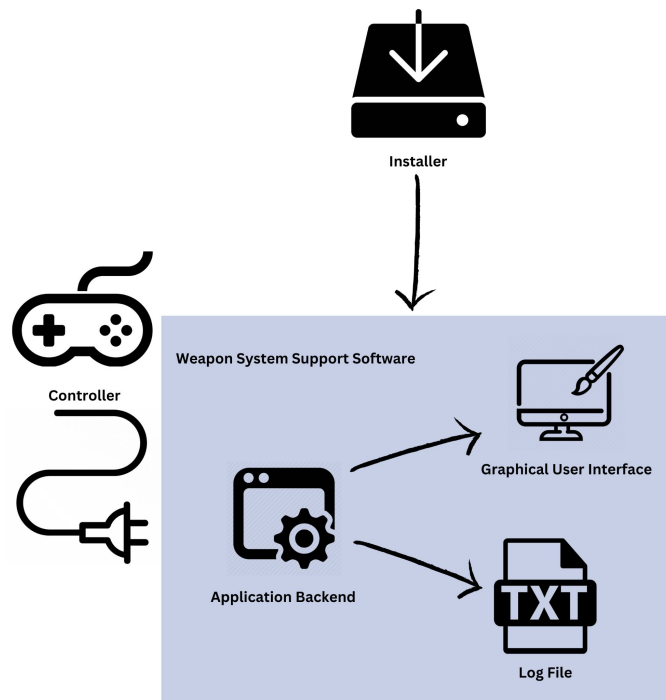 Installer
Controller
Weapon System Support Software
Graphical User Interface
Application Backend
TXT
Log File